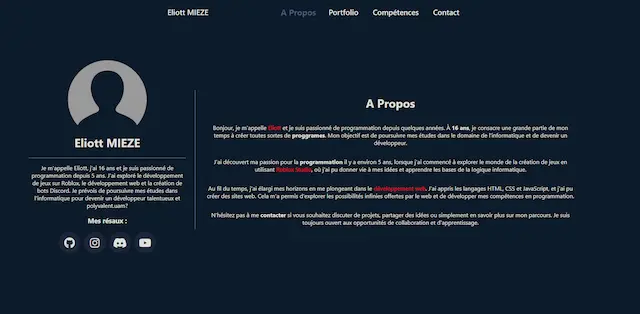 Eliott MIEZE
A Propos
Portfolio
Compétences
Contact
Eliott MIEZE
Je m'appelle Eliott, j'ai 16 ans et je suis passionné de
programmation depuis 5 ans. J'ai exploré le développement
de jeux sur Roblox, le développement web et la création de
bots Discord. Je prévois de poursuivre mes études dans
l'informatique pour devenir un développeur talentueux et
polyvalent.uam?
Mes résaux :
A Propos
Bonjour, je m'appelle Eliott et je suis passionné de programmation depuis quelques années. À 16 ans, je consacre une grande partie de mon
temps à créer toutes sortes de proggrames. Mon objectif est de poursuivre mes études dans le domaine de l'informatique et de devenir un
développeur.
J'ai découvert ma passion pour la programmation il y a environ 5 ans, lorsque j'ai commencé à explorer le monde de la création de jeux en
utilisant Roblox Studio, où j'ai pu donner vie à mes idées et apprendre les bases de la logique informatique.
Au fil du temps, j'ai élargi mes horizons en me plongeant dans le développement web. J'ai appris les langages HTML, CSS et JavaScript, et j'ai pu
créer des sites web. Cela m'a permis d'explorer les possibilités infinies offertes par le web et de développer mes compétences en programmation.
N'hésitez pas à me contacter si vous souhaitez discuter de projets, partager des idées ou simplement en savoir plus sur mon parcours. Je suis
toujours ouvert aux opportunités de collaboration et d'apprentissage.